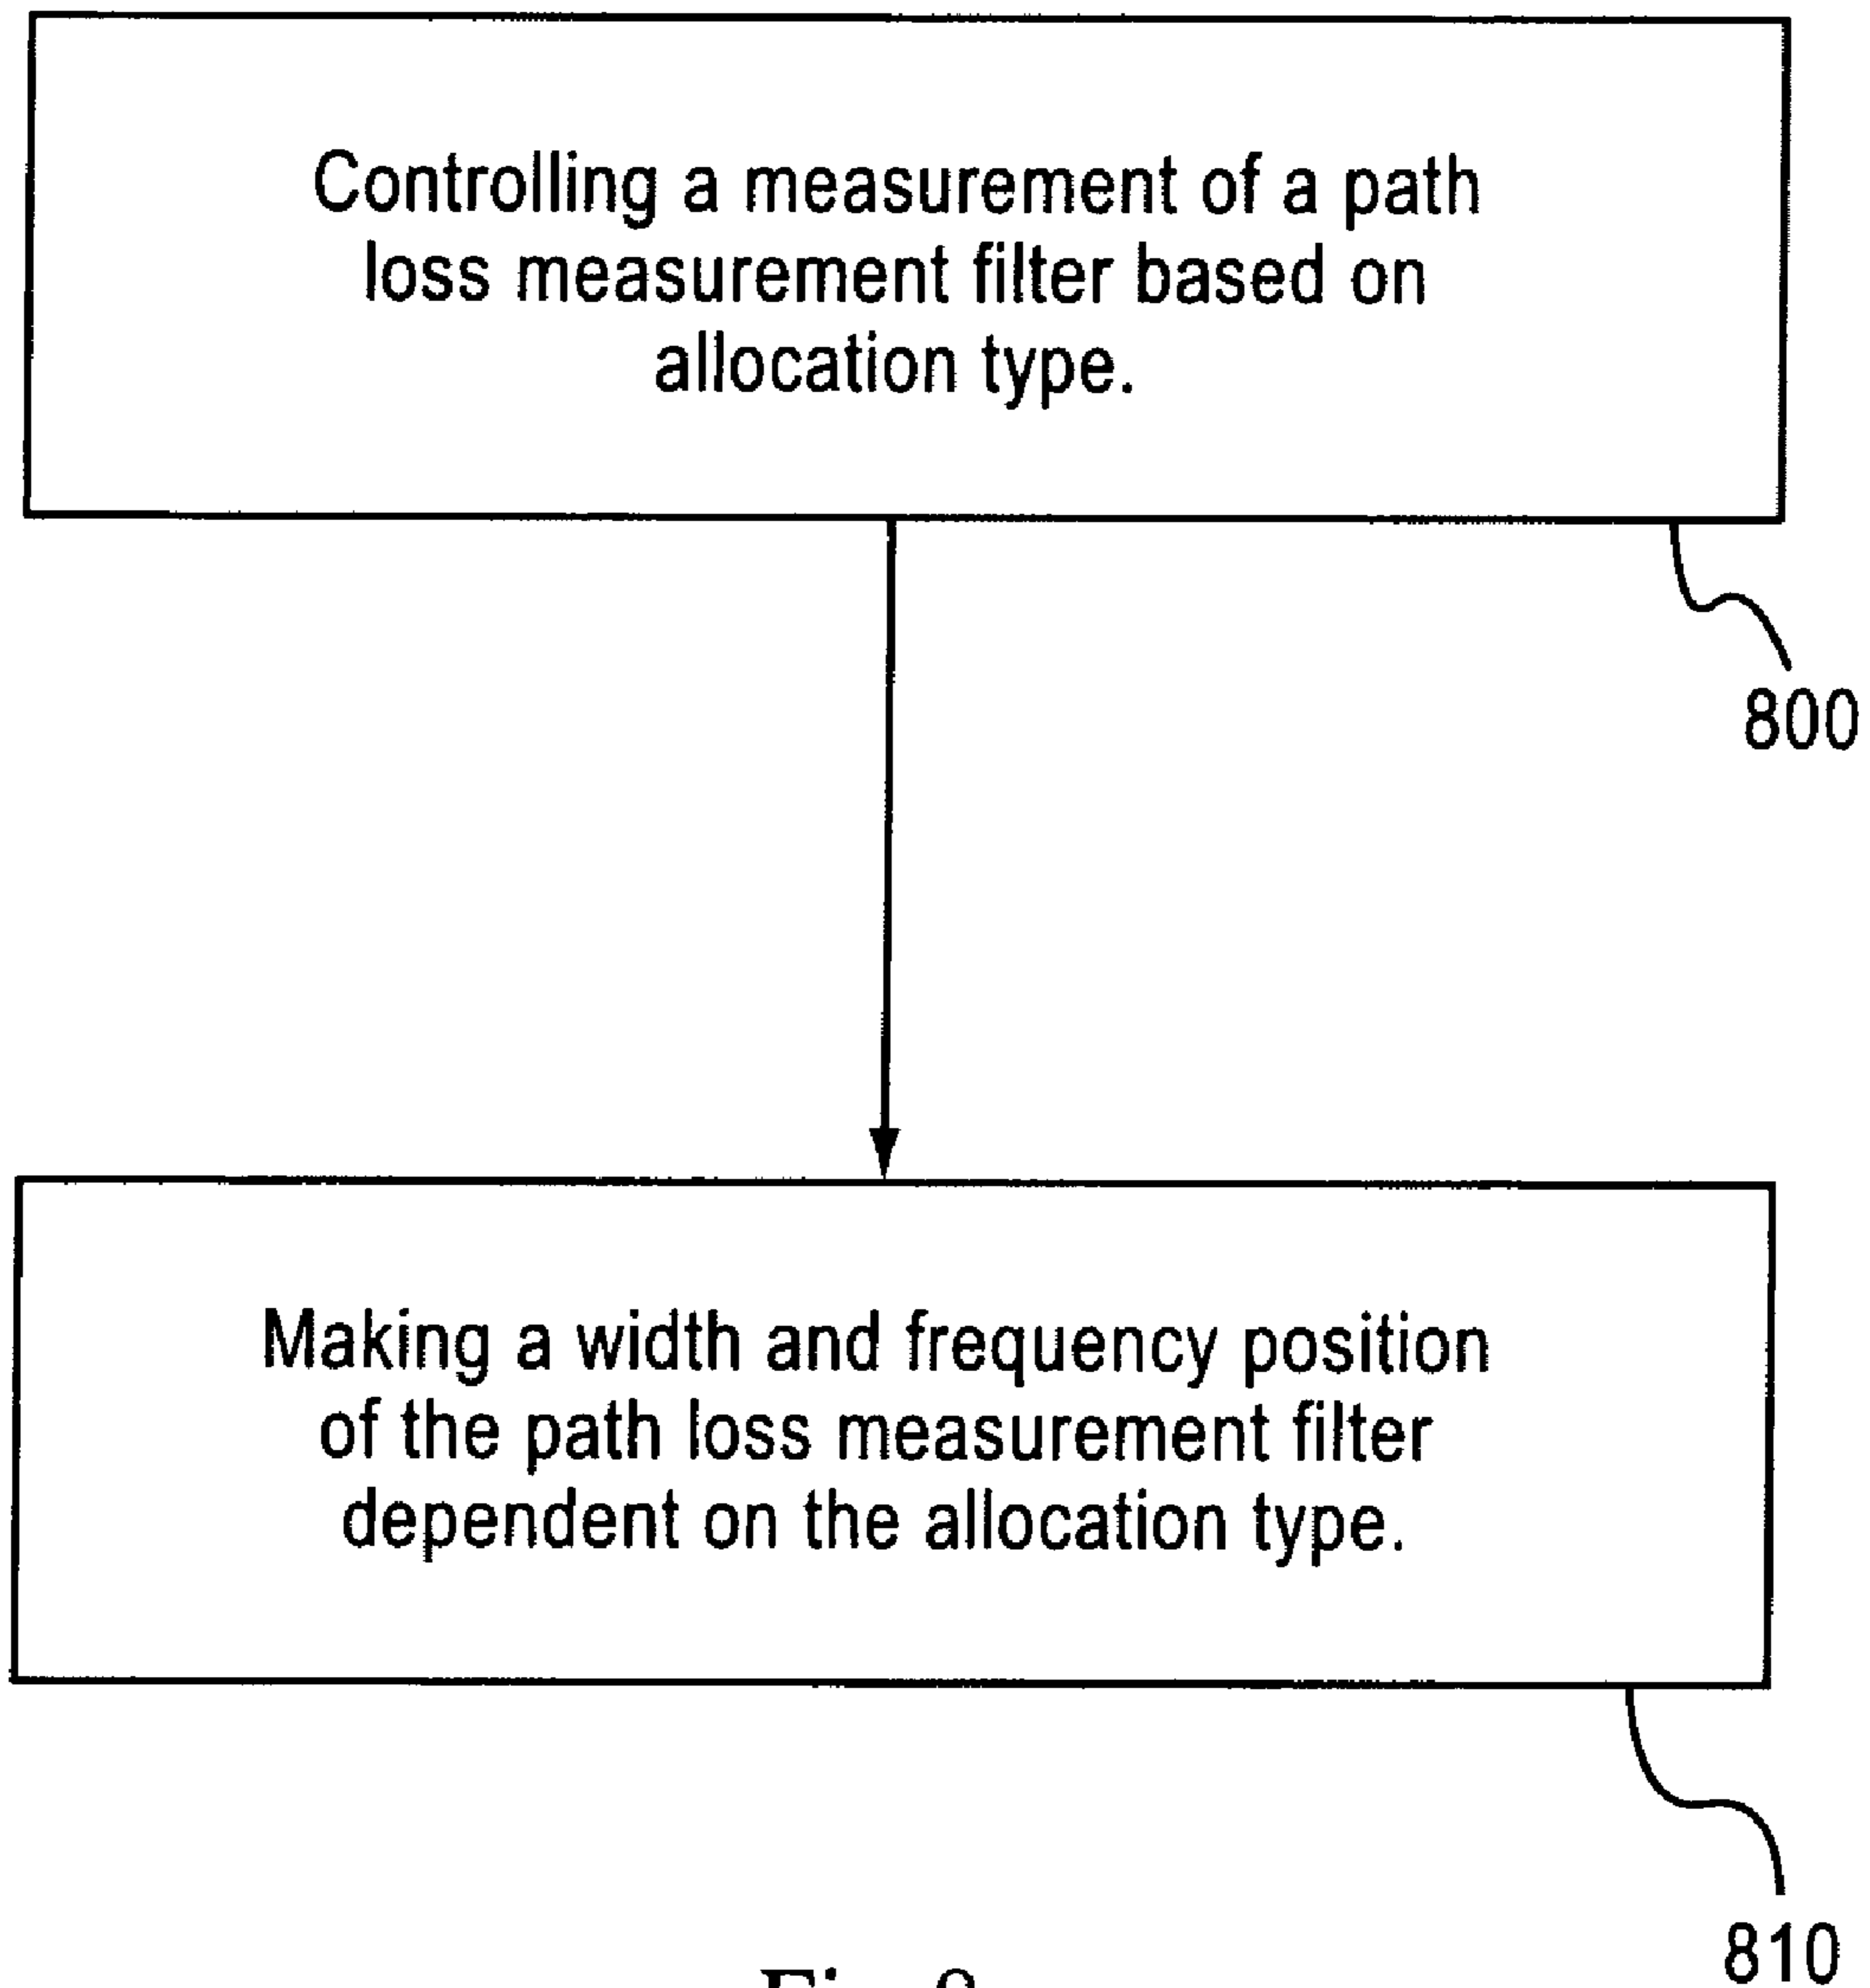 Controlling a measurement of a path
loss measurement filter based on
allocation type.
800
Making a width and frequency position
of the path loss measurement filter
dependent on the allocation type.
810